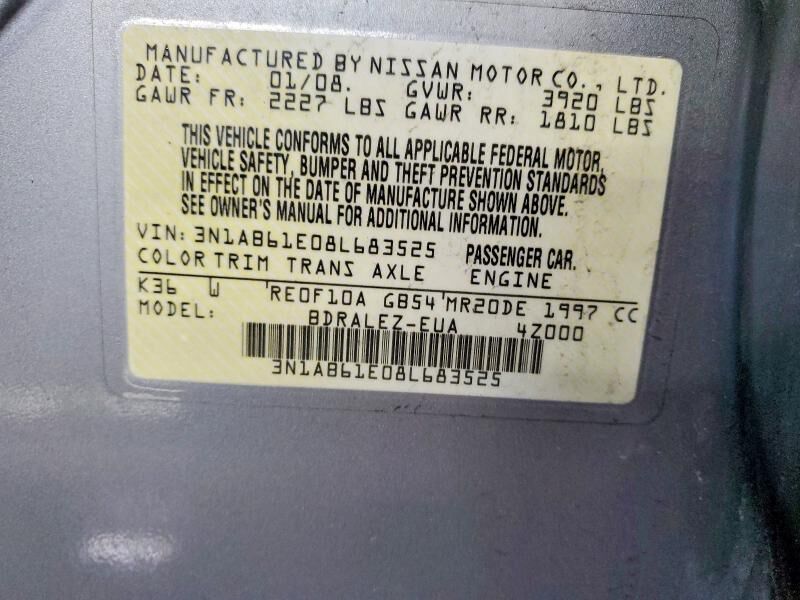 MANUFACTURED BY NISSAN MOTOR CO., LTD.
DATE: 01/08. GVWR: 3920 LBS
GAWR FR: 2227 LBS GAWR RR: 1810 LBS
THIS VEHICLE CONFORMS TO ALL APPLICABLE FEDERAL MOTOR
VEHICLE SAFETY, BUMPER AND THEFT PREVENTION STANDARDS
IN EFFECT ON THE DATE OF MANUFACTURE SHOWN ABOVE.
SEE OWNER'S MANUAL FOR ADDITIONAL INFORMATION.
VIN: 3N1AB61E08L683525 PASSENGER CAR.
COLOR TRIM TRANS AXLE ENGINE
K36 W RE0F10A GB54 MR20DE 1997 CC
MODEL: BDRALEZ-EUA 4Z000
3N1AB61E08L683525